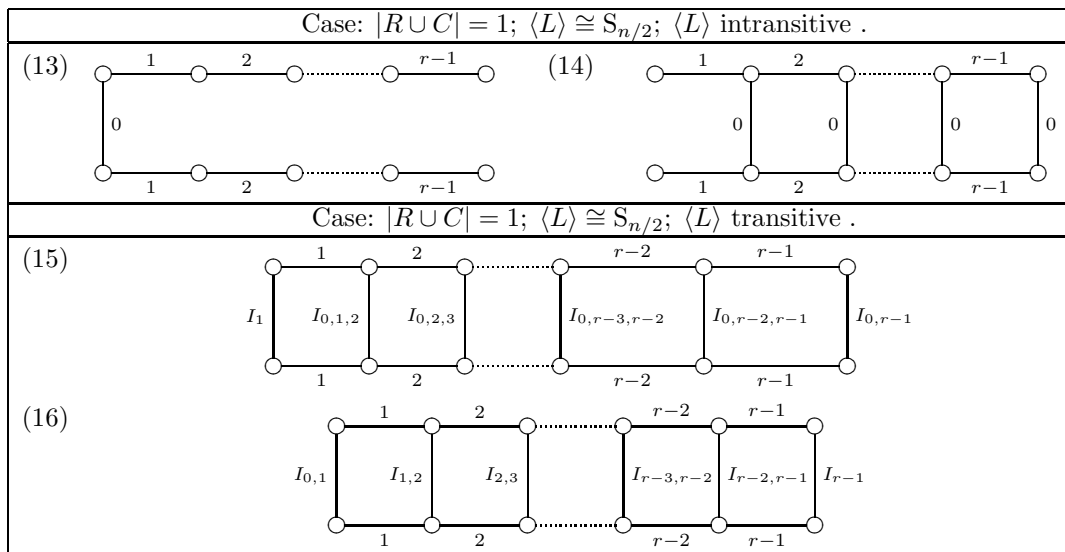 Case: |R ∪ C| = 1; ⟨L⟩ ≅ S_{n/2}; ⟨L⟩ intransitive .
(13) 1 2 r−1 (14) 1 2 r−1
0 0 0 0 0
1 2 r−1 1 2 r−1
Case: |R ∪ C| = 1; ⟨L⟩ ≅ S_{n/2}; ⟨L⟩ transitive .
(15) 1 2 r−2 r−1
I_1 I_{0,1,2} I_{0,2,3} I_{0,r−3,r−2} I_{0,r−2,r−1} I_{0,r−1}
1 2 r−2 r−1
(16) 1 2 r−2 r−1
I_{0,1} I_{1,2} I_{2,3} I_{r−3,r−2} I_{r−2,r−1} I_{r−1}
1 2 r−2 r−1